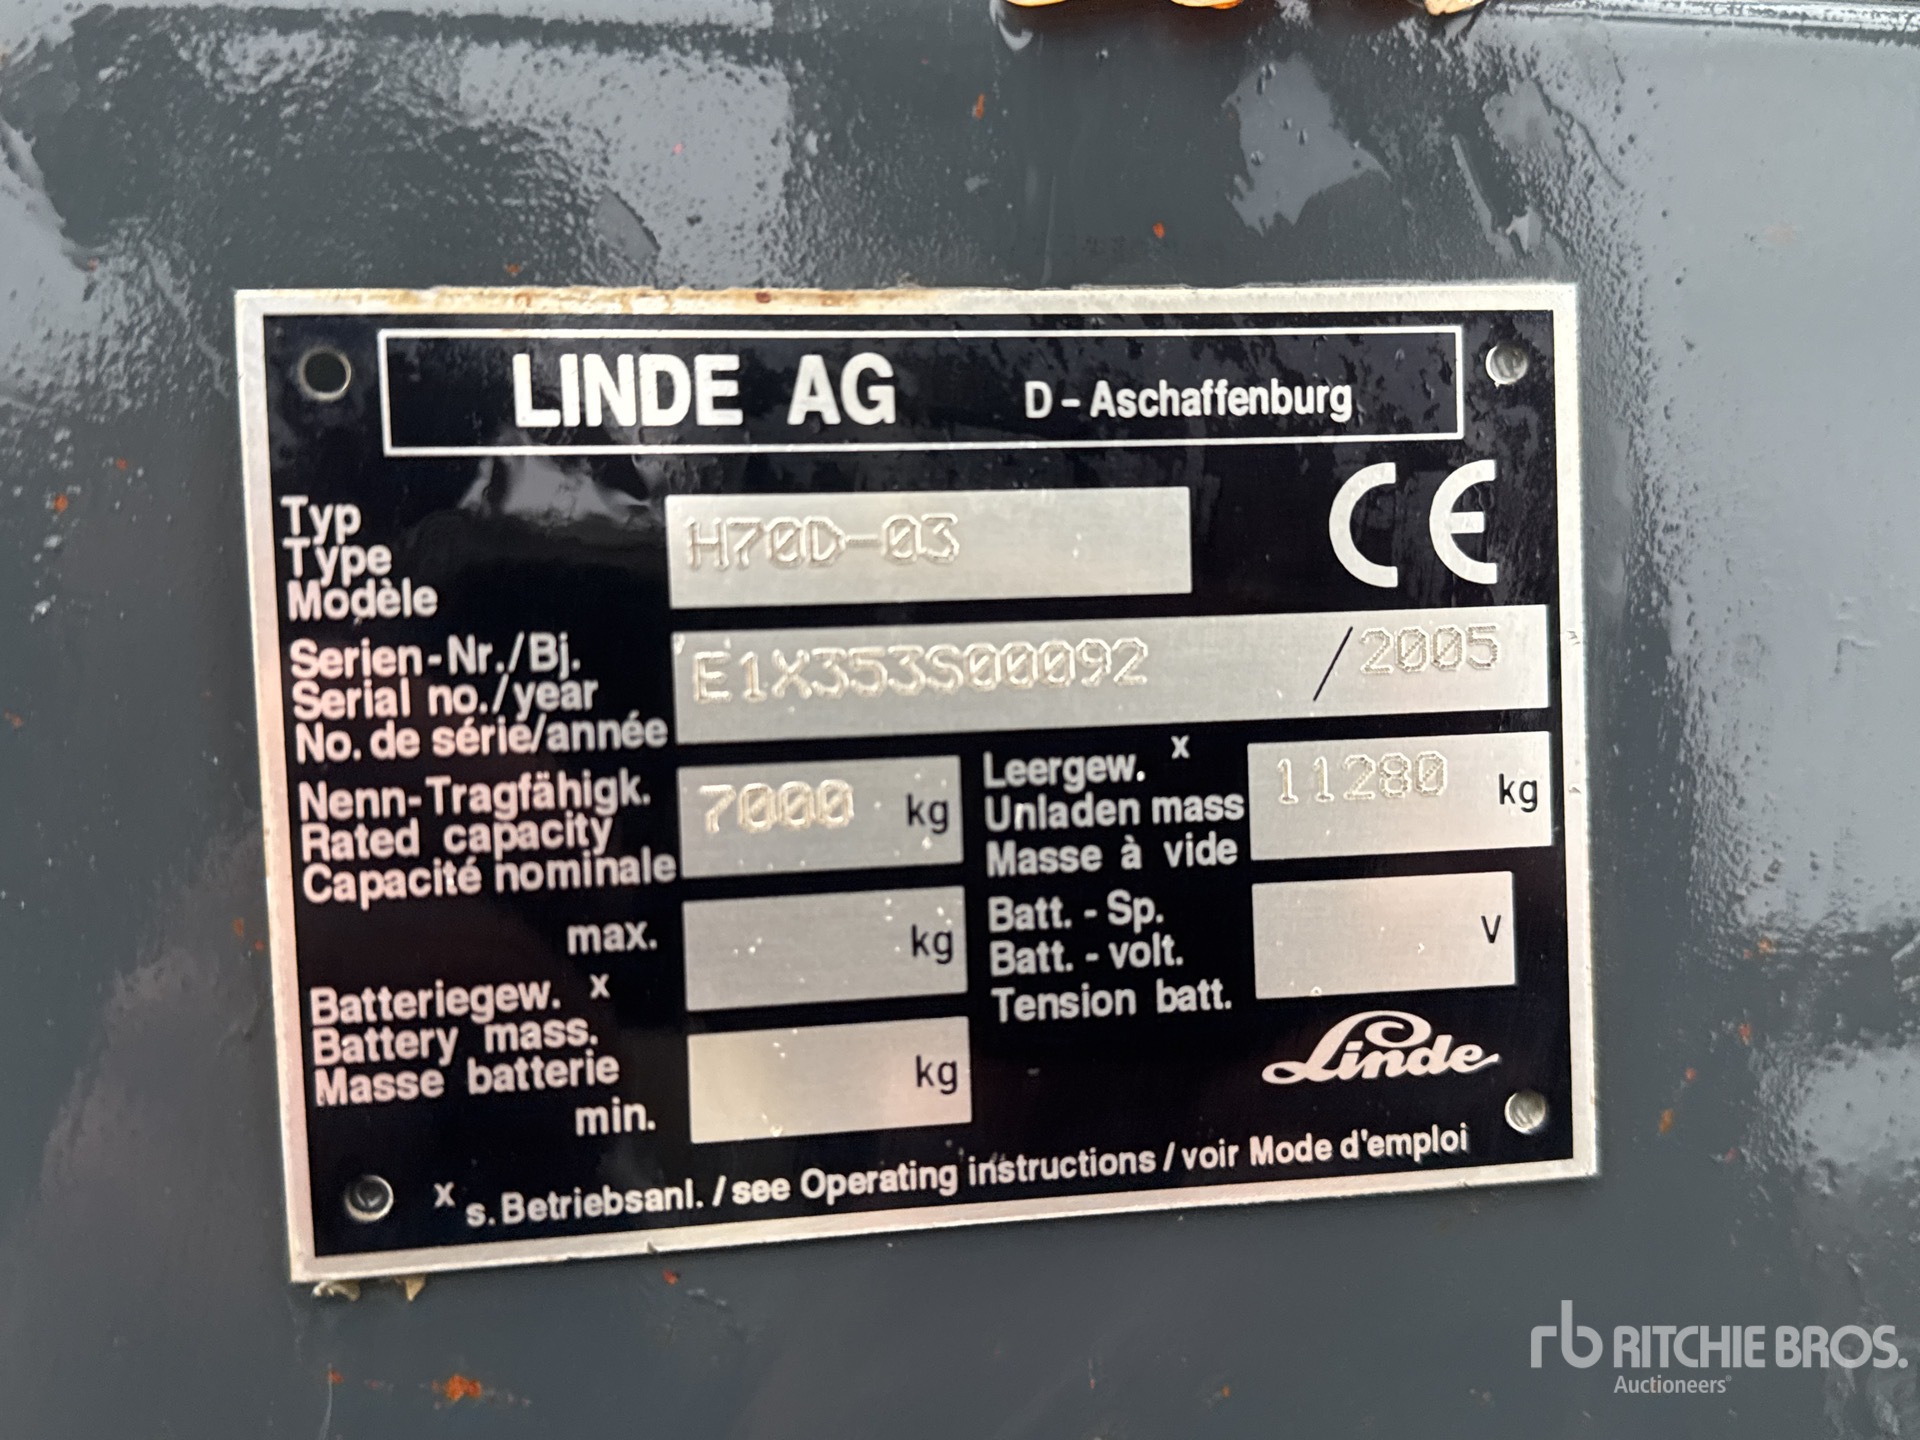 LINDE AG D - Aschaffenburg
Typ
Type
Modèle
H70D-03
CE
Serien-Nr./Bj.
Serial no./year
No. de série/année
E1X353S00092 / 2005
Nenn-Tragfähigk.
Rated capacity
Capacité nominale
7000 kg
Leergew. x
Unladen mass
Masse à vide
11280 kg
max. kg
Batteriegew. x
Battery mass.
Masse batterie
min. kg
Batt. - Sp.
Batt. - volt.
Tension batt.
V
Linde
x s. Betriebsanl. / see Operating instructions / voir Mode d'emploi
rb RITCHIE BROS.
Auctioneers